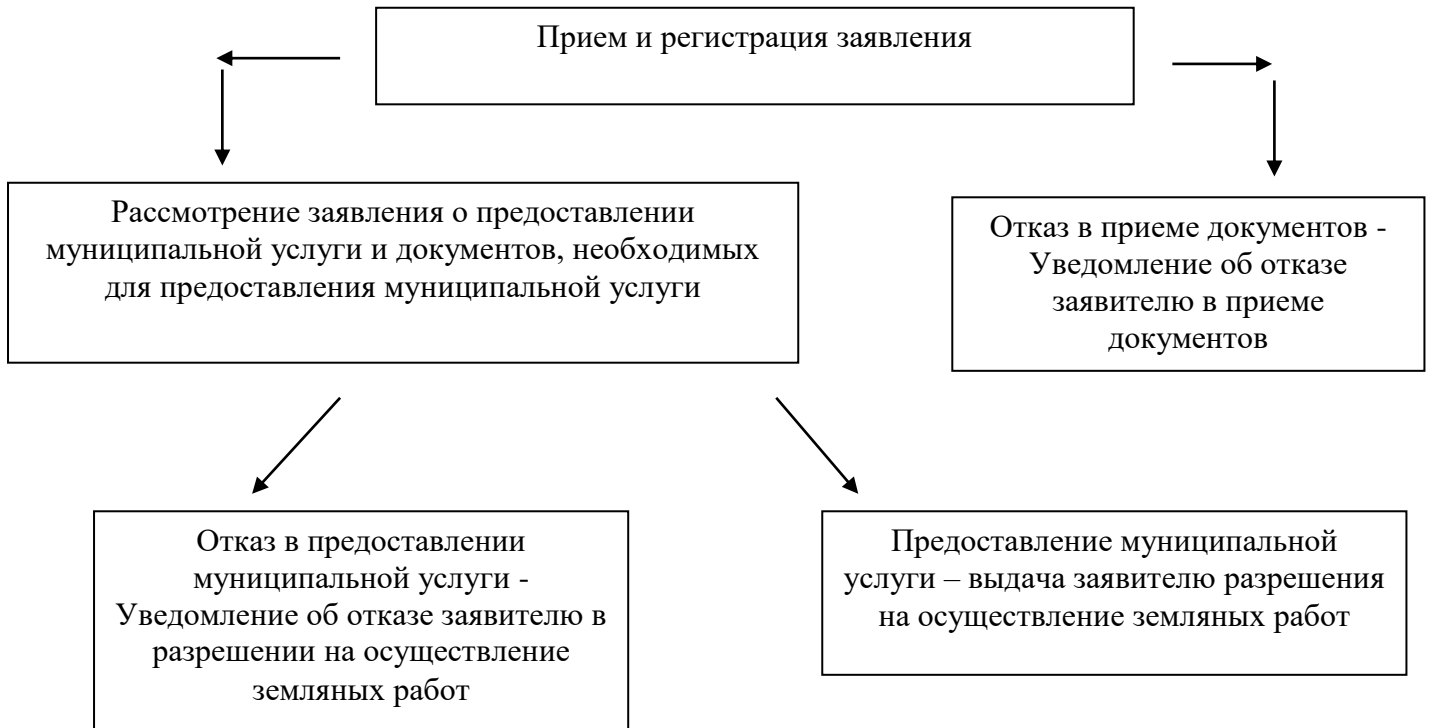 Прием и регистрация заявления
Рассмотрение заявления о предоставлении
муниципальной услуги и документов, необходимых
для предоставления муниципальной услуги
Отказ в приеме документов -
Уведомление об отказе
заявителю в приеме
документов
Отказ в предоставлении
муниципальной услуги -
Уведомление об отказе заявителю в
разрешении на осуществление
земляных работ
Предоставление муниципальной
услуги – выдача заявителю разрешения
на осуществление земляных работ